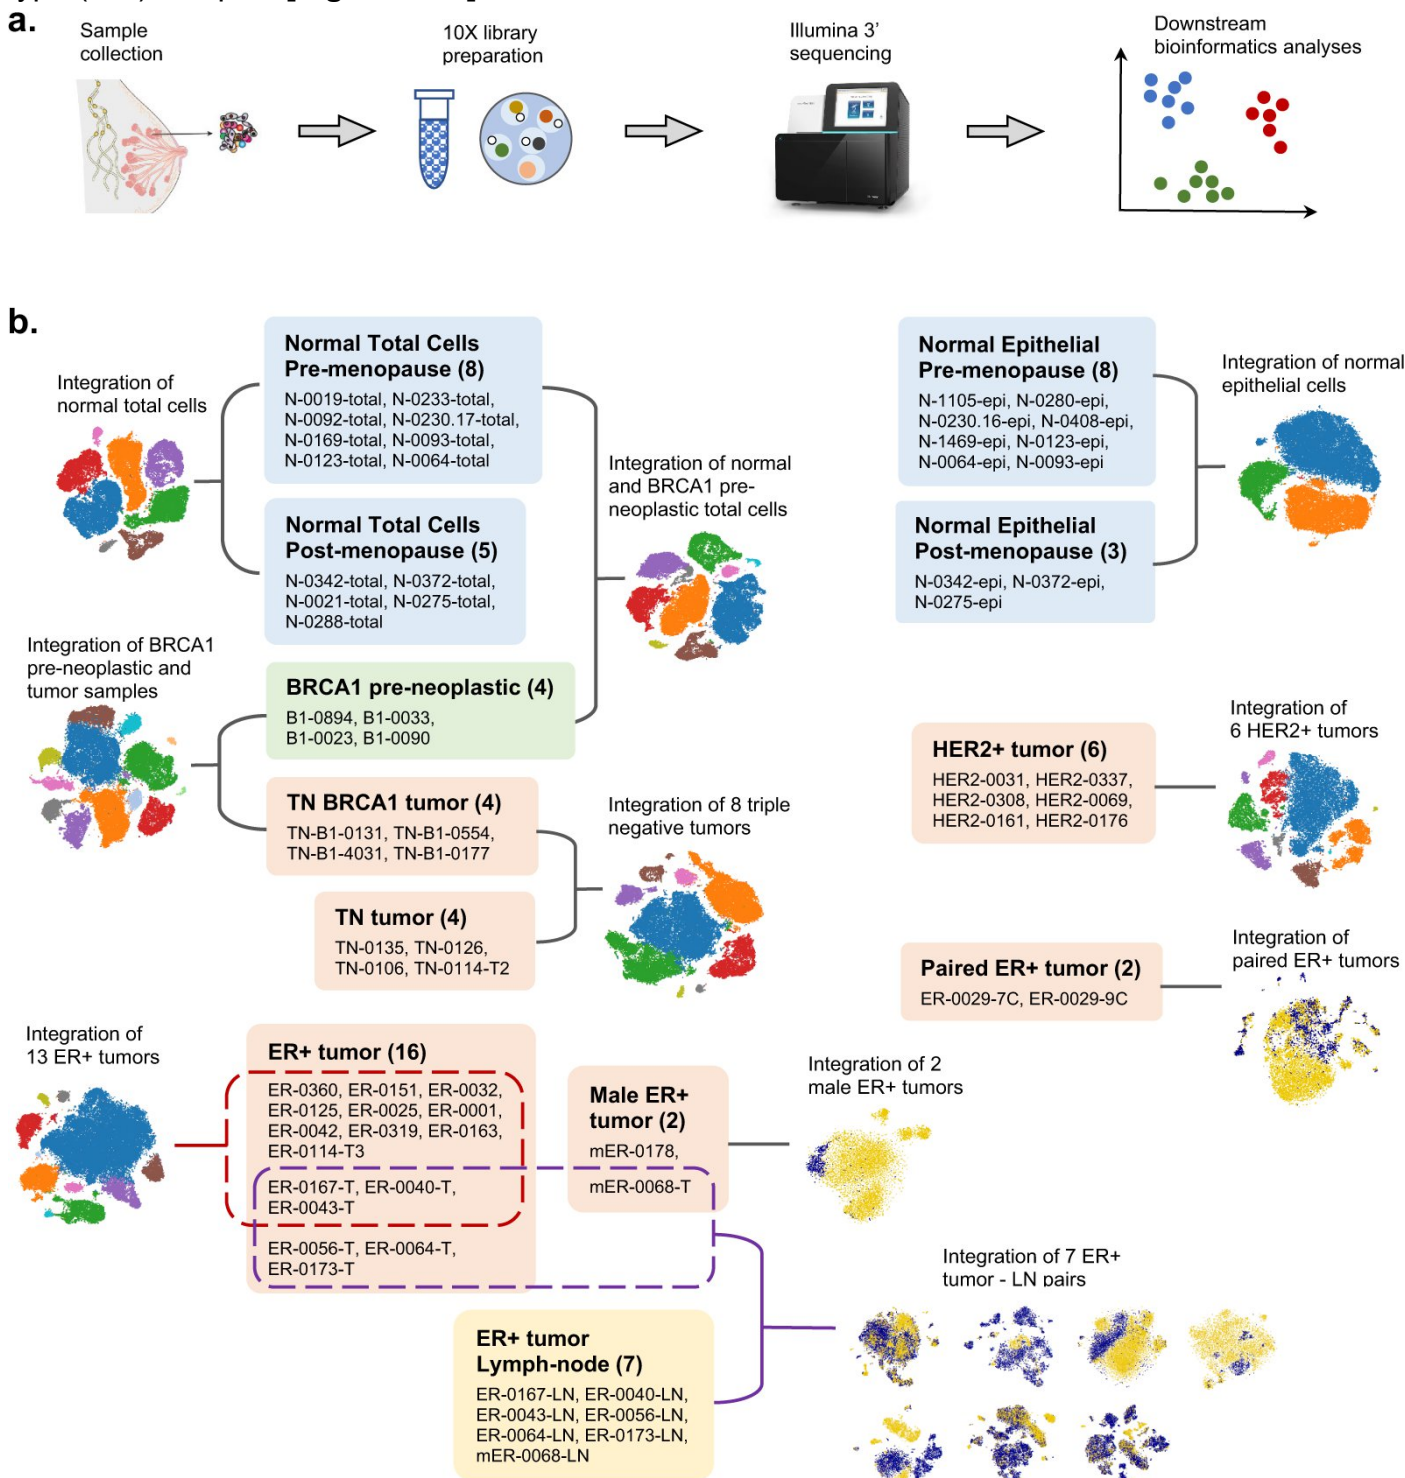 a.
Sample
collection
10X library
preparation
Illumina 3’
sequencing
Downstream
bioinformatics analyses
b.
Integration of
normal total cells
Normal Total Cells
Pre-menopause (8)
N-0019-total, N-0233-total,
N-0092-total, N-0230.17-total,
N-0169-total, N-0093-total,
N-0123-total, N-0064-total
Normal Total Cells
Post-menopause (5)
N-0342-total, N-0372-total,
N-0021-total, N-0275-total,
N-0288-total
Integration of normal
and BRCA1 pre-
neoplastic total cells
Normal Epithelial
Pre-menopause (8)
N-1105-epi, N-0280-epi,
N-0230.16-epi, N-0408-epi,
N-1469-epi, N-0123-epi,
N-0064-epi, N-0093-epi
Normal Epithelial
Post-menopause (3)
N-0342-epi, N-0372-epi,
N-0275-epi
Integration of normal
epithelial cells
Integration of BRCA1
pre-neoplastic and
tumor samples
BRCA1 pre-neoplastic (4)
B1-0894, B1-0033,
B1-0023, B1-0090
TN BRCA1 tumor (4)
TN-B1-0131, TN-B1-0554,
TN-B1-4031, TN-B1-0177
TN tumor (4)
TN-0135, TN-0126,
TN-0106, TN-0114-T2
Integration of 8 triple
negative tumors
HER2+ tumor (6)
HER2-0031, HER2-0337,
HER2-0308, HER2-0069,
HER2-0161, HER2-0176
Integration of
6 HER2+ tumors
Paired ER+ tumor (2)
ER-0029-7C, ER-0029-9C
Integration of
paired ER+ tumors
Integration of
13 ER+ tumors
ER+ tumor (16)
ER-0360, ER-0151, ER-0032,
ER-0125, ER-0025, ER-0001,
ER-0042, ER-0319, ER-0163,
ER-0114-T3
ER-0167-T, ER-0040-T,
ER-0043-T
ER-0056-T, ER-0064-T,
ER-0173-T
Male ER+
tumor (2)
mER-0178,
mER-0068-T
Integration of 2
male ER+ tumors
Integration of 7 ER+
tumor - LN pairs
ER+ tumor
Lymph-node (7)
ER-0167-LN, ER-0040-LN,
ER-0043-LN, ER-0056-LN,
ER-0064-LN, ER-0173-LN,
mER-0068-LN